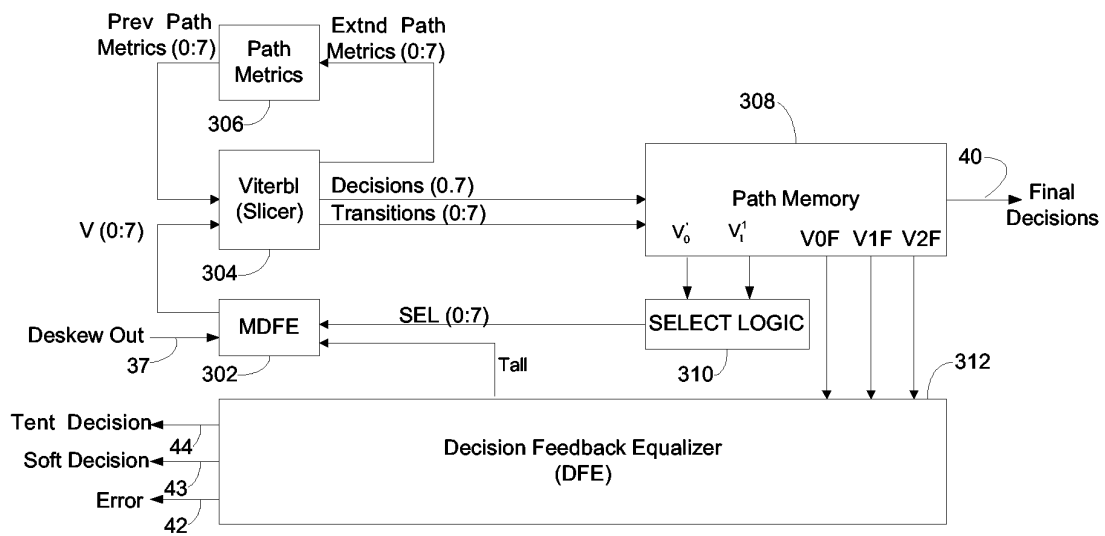 Prev Path
Metrics (0:7)
Extnd Path
Metrics (0:7)
Path
Metrics
306
308
Viterbl
(Slicer)
304
Decisions (0.7)
Transitions (0:7)
Path Memory
40
Final
Decisions
V (0:7)
V₀' V₁¹ V0F V1F V2F
Deskew Out
37
MDFE
302
SEL (0:7)
SELECT LOGIC
310
Tall
312
Tent Decision
44
Soft Decision
43
Error
42
Decision Feedback Equalizer
(DFE)